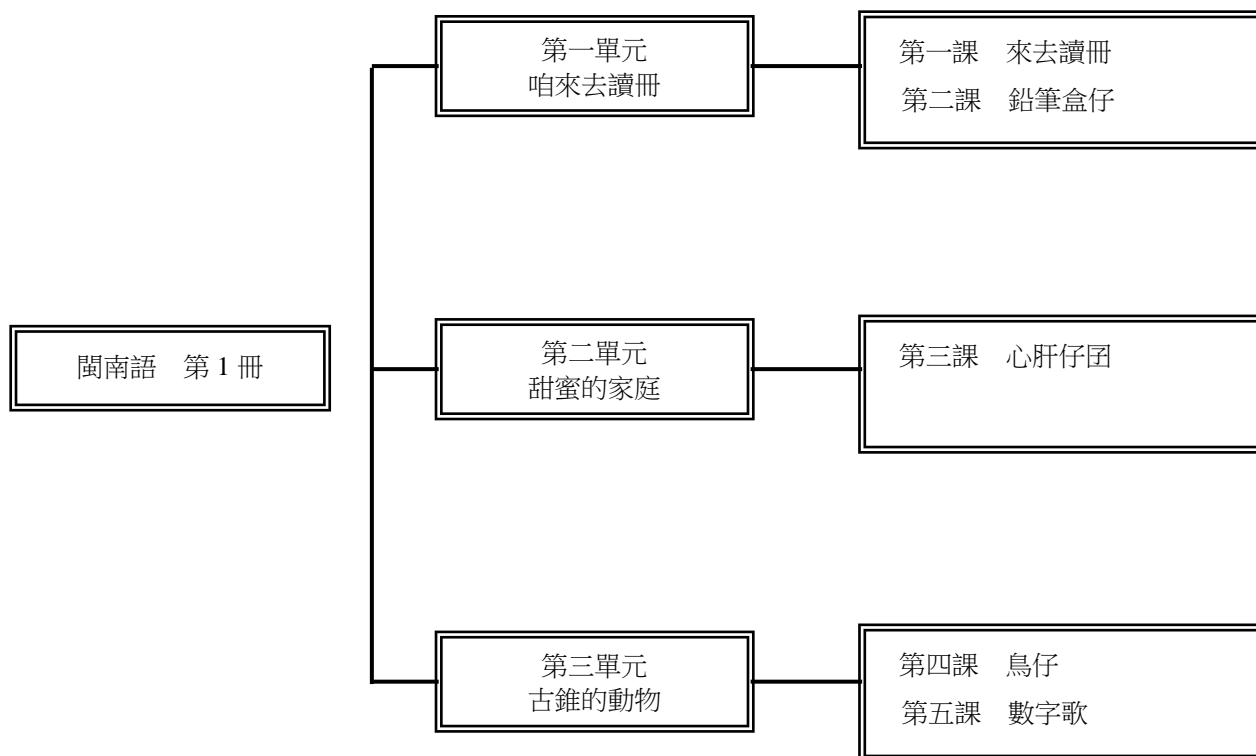 閩南語　第 1 冊
第一單元
咱來去讀冊
第一課　來去讀冊
第二課　鉛筆盒仔
第二單元
甜蜜的家庭
第三課　心肝仔囝
第三單元
古錐的動物
第四課　鳥仔
第五課　數字歌